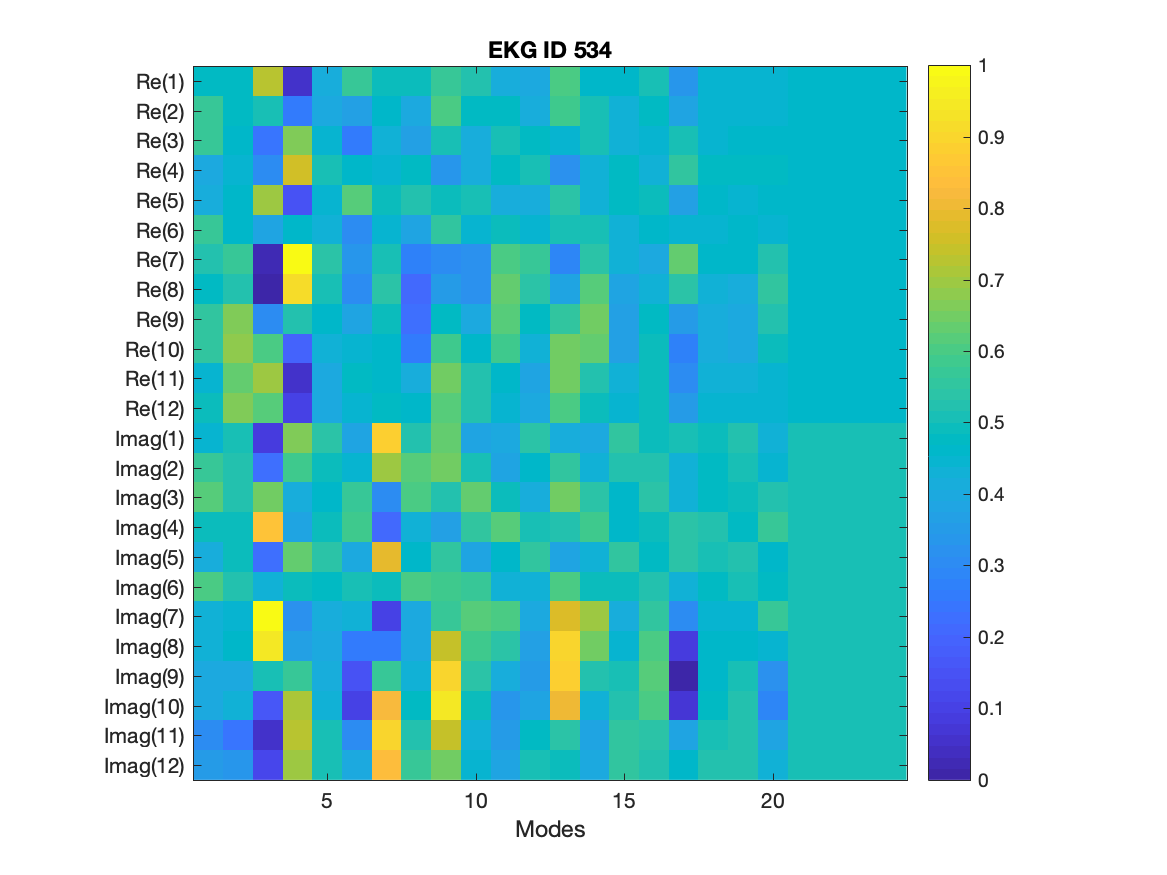 EKG ID 534
Re(1)
Re(2)
Re(3)
Re(4)
Re(5)
Re(6)
Re(7)
Re(8)
Re(9)
Re(10)
Re(11)
Re(12)
Imag(1)
Imag(2)
Imag(3)
Imag(4)
Imag(5)
Imag(6)
Imag(7)
Imag(8)
Imag(9)
Imag(10)
Imag(11)
Imag(12)
5 10 15 20
Modes
1
0.9
0.8
0.7
0.6
0.5
0.4
0.3
0.2
0.1
0